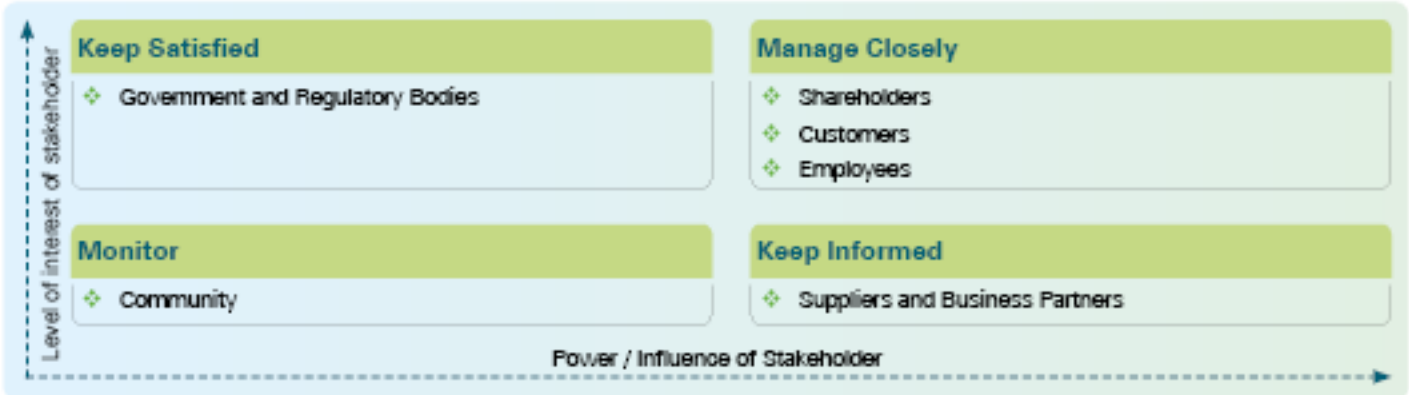 Level of interest of stakeholder
Keep Satisfied
Government and Regulatory Bodies
Manage Closely
Shareholders
Customers
Employees
Monitor
Community
Keep Informed
Suppliers and Business Partners
Power / Influence of Stakeholder